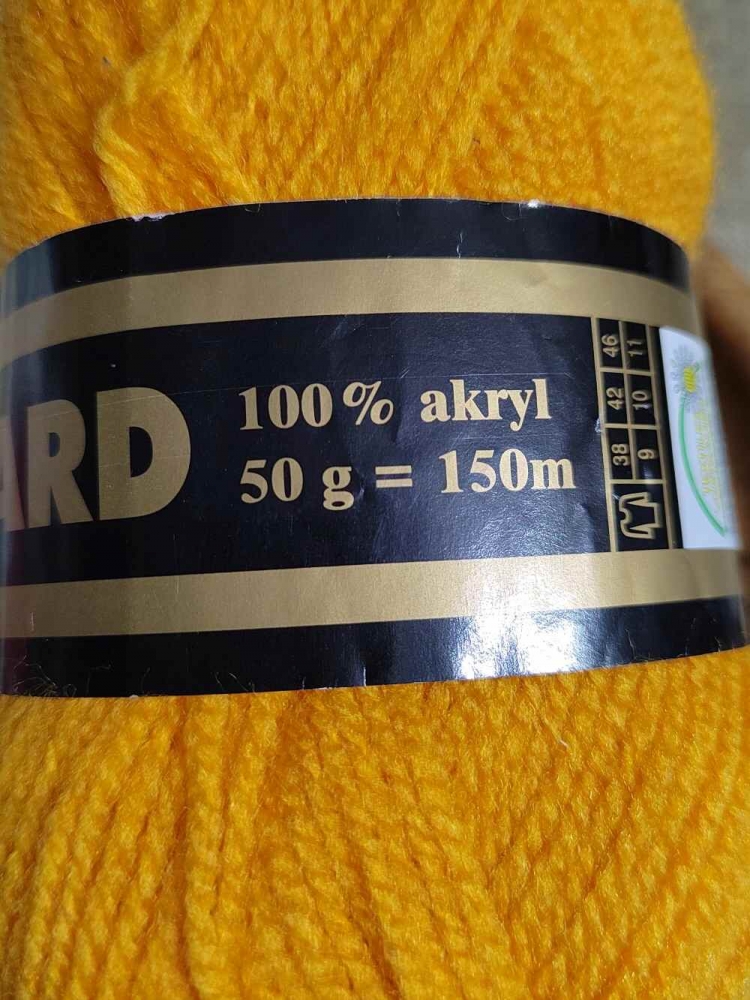 ARD
100% akryl
50 g = 150m
38 42 46
9 10 11